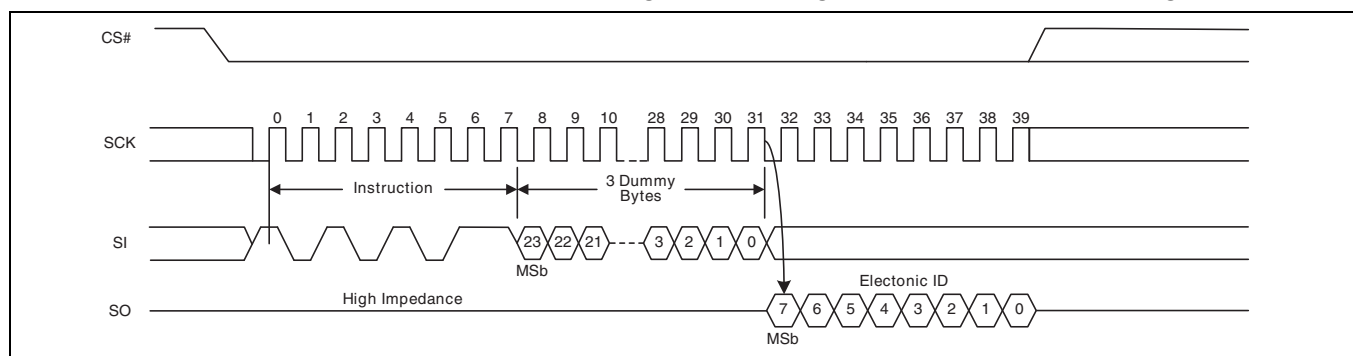 CS#
0 1 2 3 4 5 6 7 8 9 10 28 29 30 31 32 33 34 35 36 37 38 39
SCK
Instruction
3 Dummy
Bytes
SI
23 22 21 3 2 1 0
MSb
Electonic ID
High Impedance
SO
7 6 5 4 3 2 1 0
MSb